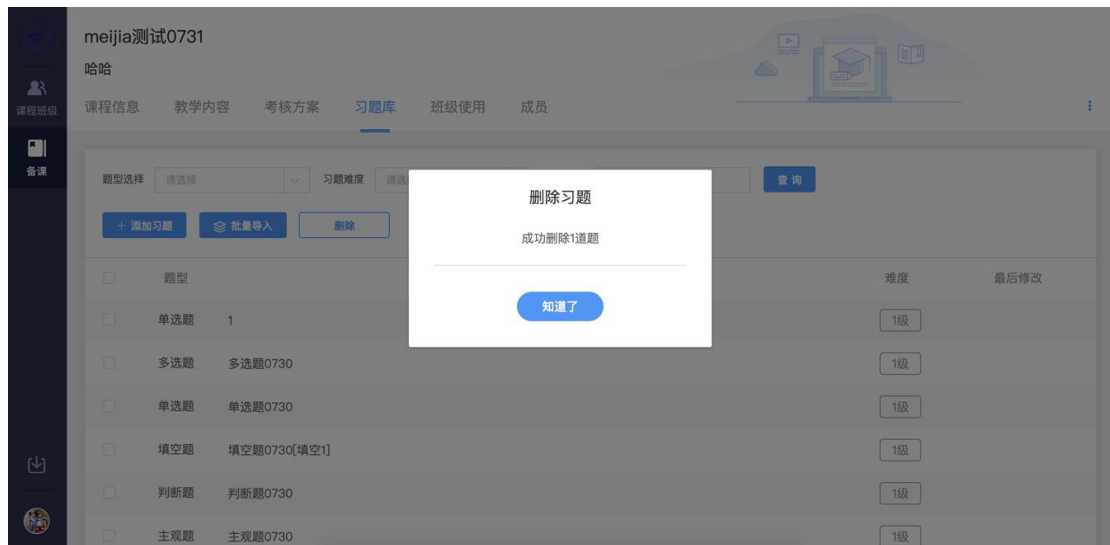 meijia测试0731
哈哈
课程班级
备课
课程信息 教学内容 考核方案 习题库 班级使用 成员
题型选择 请选择 习题难度 请选 查 询
+ 添加习题 批量导入 删除
删除习题
成功删除1道题
知道了
题型 难度 最后修改
单选题 1 1级
多选题 多选题0730 1级
单选题 单选题0730 1级
填空题 填空题0730[填空1] 1级
判断题 判断题0730 1级
主观题 主观题0730 1级